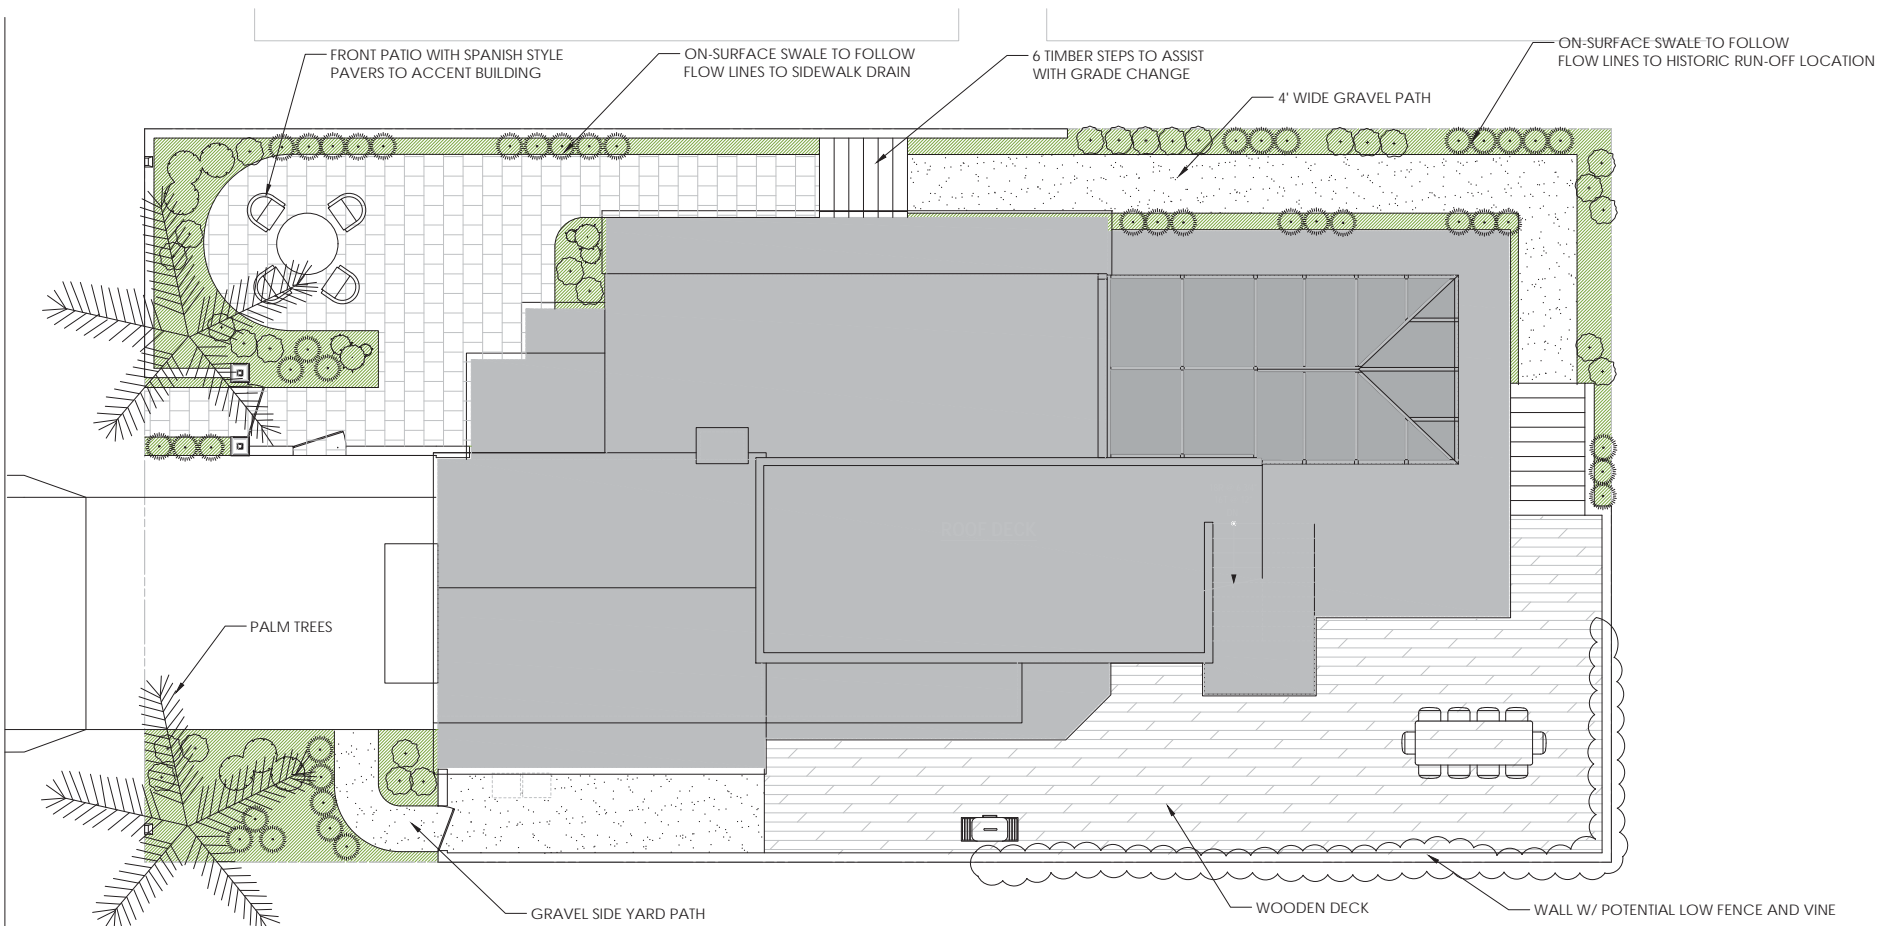 FRONT PATIO WITH SPANISH STYLE
PAVERS TO ACCENT BUILDING
ON-SURFACE SWALE TO FOLLOW
FLOW LINES TO SIDEWALK DRAIN
6 TIMBER STEPS TO ASSIST
WITH GRADE CHANGE
ON-SURFACE SWALE TO FOLLOW
FLOW LINES TO HISTORIC RUN-OFF LOCATION
4' WIDE GRAVEL PATH
ROOF DECK
PALM TREES
GRAVEL SIDE YARD PATH
WOODEN DECK
WALL W/ POTENTIAL LOW FENCE AND VINE